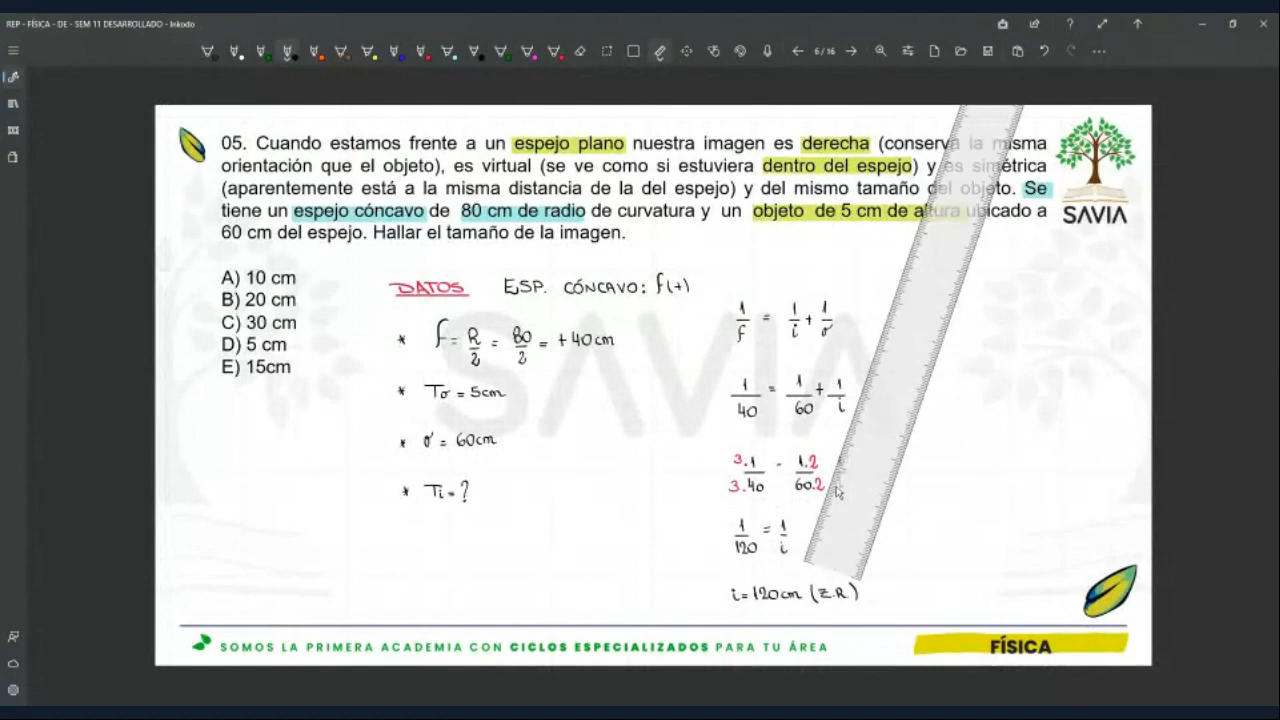 REP - FÍSICA - DE - SEM 11 DESARROLLADO - Inkodo
6/16
05. Cuando estamos frente a un espejo plano nuestra imagen es derecha (conserva la misma
orientación que el objeto), es virtual (se ve como si estuviera dentro del espejo) y es simétrica
(aparentemente está a la misma distancia de la del espejo) y del mismo tamaño del objeto. Se
tiene un espejo cóncavo de 80 cm de radio de curvatura y un objeto de 5 cm de altura ubicado a
60 cm del espejo. Hallar el tamaño de la imagen.
SAVIA
A) 10 cm
B) 20 cm
C) 30 cm
D) 5 cm
E) 15cm
DATOS ESP. CÓNCAVO: f(+)
* f = R/2 = 80/2 = +40cm
* To = 5cm
* o = 60cm
* Ti = ?
1/f = 1/i + 1/o
1/40 = 1/60 + 1/i
3.1/3.40 - 1.2/60.2
1/120 = 1/i
i = 120cm (Z.R)
SAVIA
SOMOS LA PRIMERA ACADEMIA CON CICLOS ESPECIALIZADOS PARA TU ÁREA
FÍSICA